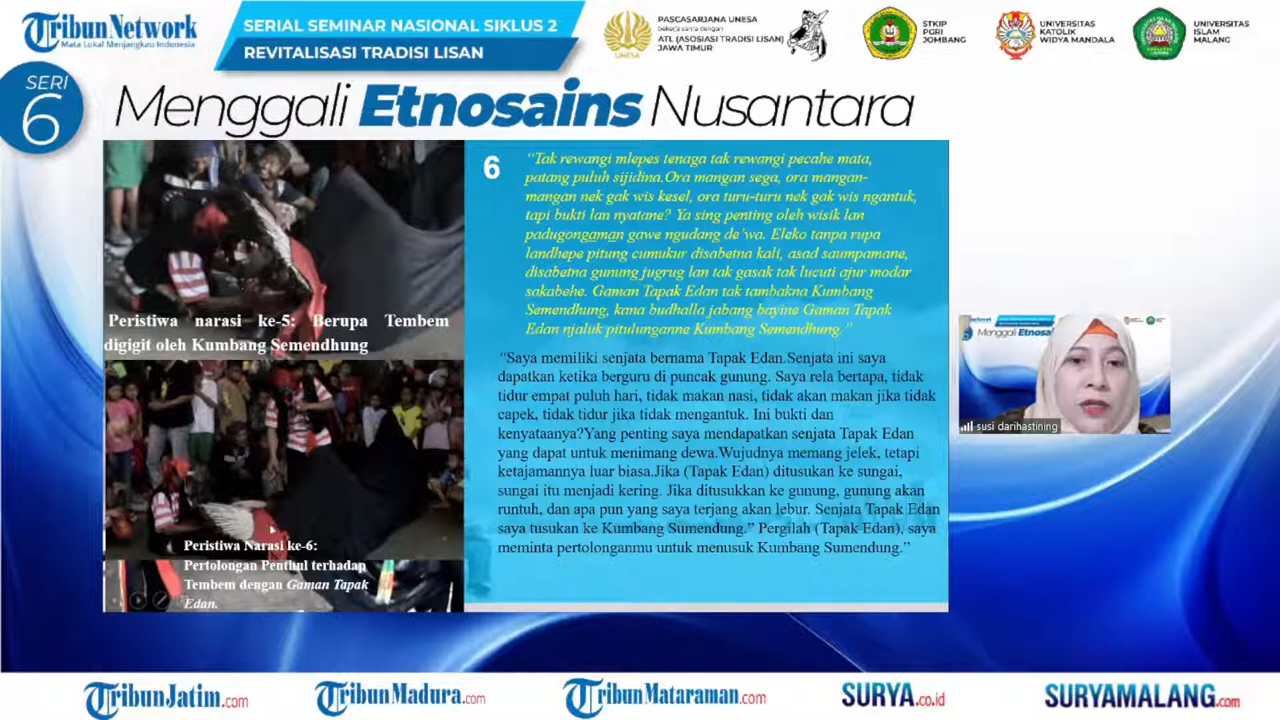 TribunNetwork
Mata Lokal Menjangkau Indonesia
SERIAL SEMINAR NASIONAL SIKLUS 2
REVITALISASI TRADISI LISAN
UNESA
PASCASARJANA UNESA
bekerja sama dengan
ATL (ASOSIASI TRADISI LISAN)
JAWA TIMUR
STKIP
PGRI
JOMBANG
UNIVERSITAS
KATOLIK
WIDYA MANDALA
UNIVERSITAS
ISLAM
MALANG
SERI
6
Menggali Etnosains Nusantara
Peristiwa narasi ke-5: Berupa Tembem
digigit oleh Kumbang Semendhung
Peristiwa Narasi ke-6:
Pertolongan Penthul terhadap
Tembem dengan Gaman Tapak
Edan.
6
"Tak rewangi mlepes tenaga tak rewangi pecahe mata,
patang puluh sijidina.Ora mangan sega, ora mangan-
mangan nek gak wis kesel, ora turu-turu nek gak wis ngantuk,
tapi bukti lan nyatane? Ya sing penting oleh wisik lan
padugongaman gawe ngudang de'wa. Eleko tanpa rupa
landhepe pitung cumukur disabetna kali, asad saumpamane,
disabetna gunung jugrug lan tak gasak tak lucuti ajur modar
sakabehe. Gaman Tapak Edan tak tambakna Kumbang
Semendhung, kana budhalla jabang bayine Gaman Tapak
Edan njaluk pitulunganne Kumbang Semendhung."
"Saya memiliki senjata bernama Tapak Edan.Senjata ini saya
dapatkan ketika berguru di puncak gunung. Saya rela bertapa, tidak
tidur empat puluh hari, tidak makan nasi, tidak akan makan jika tidak
capek, tidak tidur jika tidak mengantuk. Ini bukti dan
kenyataanya?Yang penting saya mendapatkan senjata Tapak Edan
yang dapat untuk menimang dewa.Wujudnya memang jelek, tetapi
ketajamannya luar biasa.Jika (Tapak Edan) ditusukan ke sungai,
sungai itu menjadi kering. Jika ditusukkan ke gunung, gunung akan
runtuh, dan apa pun yang saya terjang akan lebur. Senjata Tapak Edan
saya tusukan ke Kumbang Sumendung." Pergilah (Tapak Edan), saya
meminta pertolonganmu untuk menusuk Kumbang Sumendung."
Menggali Etnosa
susi darihastining
TribunJatim.com
TribunMadura.com
TribunMataraman.com
SURYA.co.id
SURYAMALANG.com